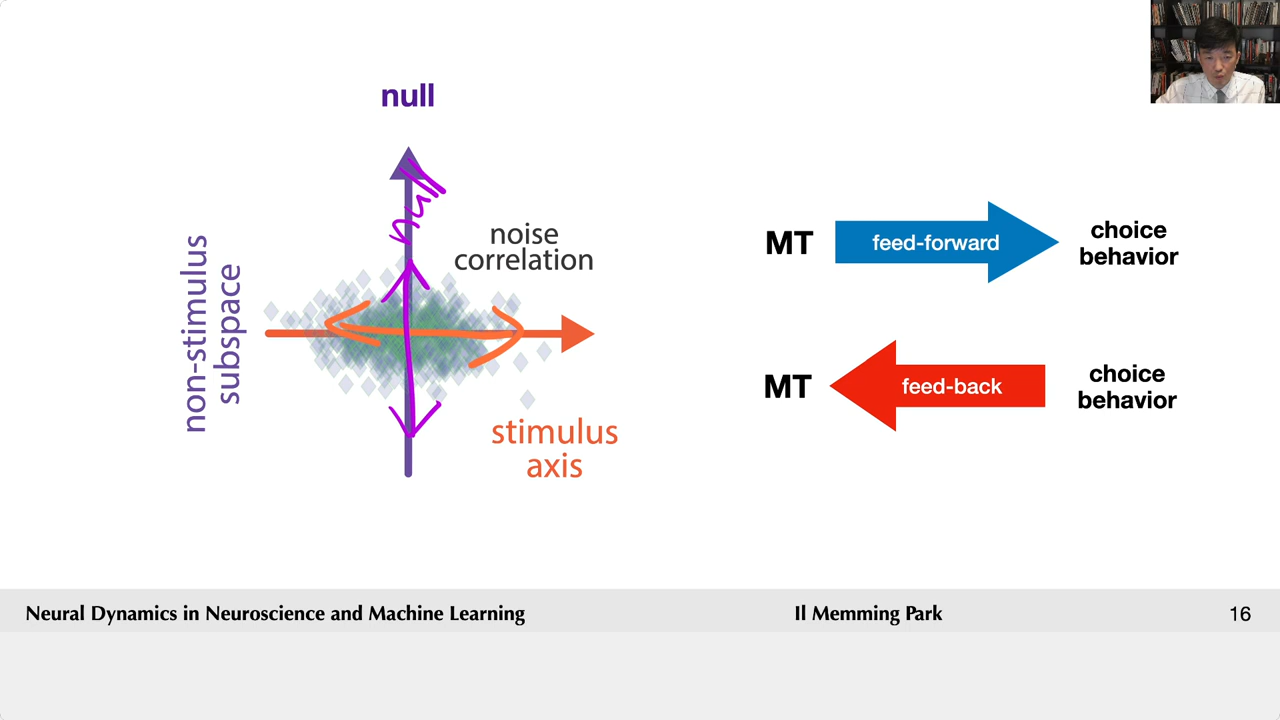 null
null
noise
correlation
non-stimulus
subspace
stimulus
axis
MT
feed-forward
choice
behavior
MT
feed-back
choice
behavior
Neural Dynamics in Neuroscience and Machine Learning
Il Memming Park
16